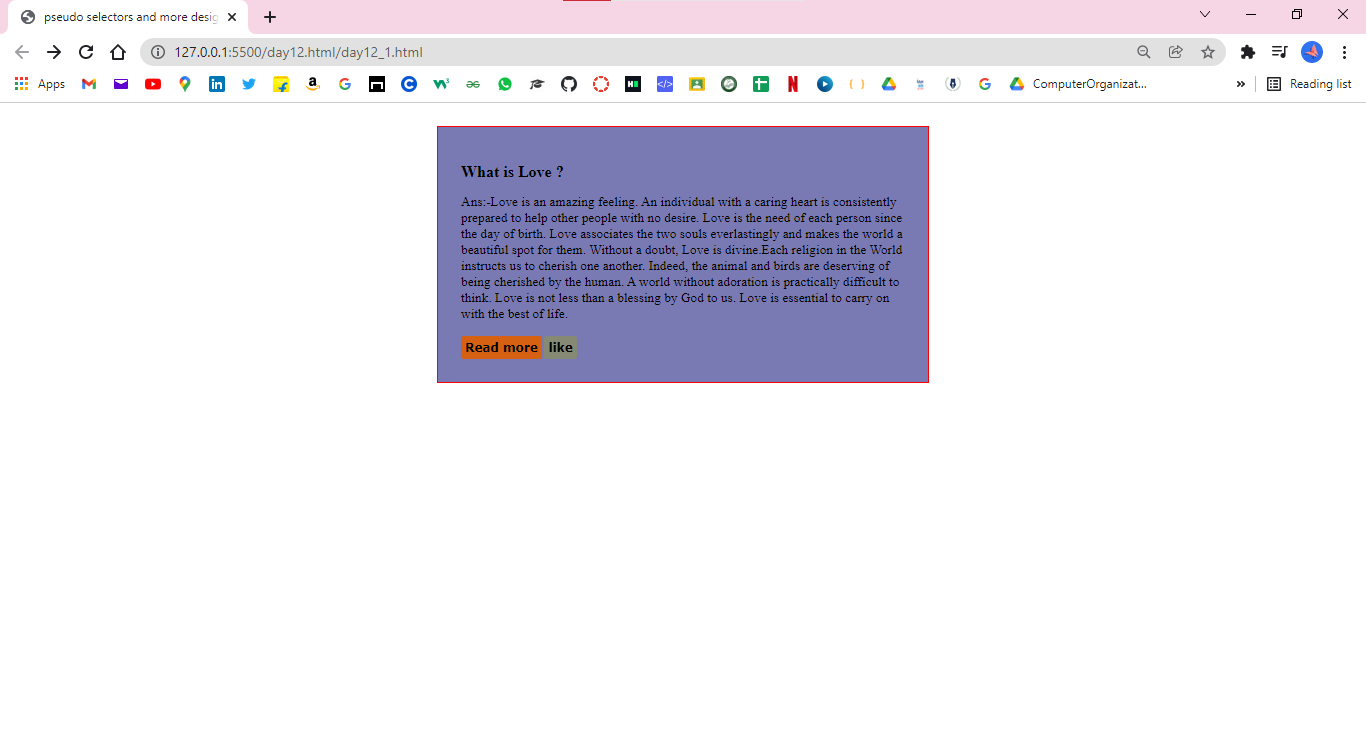 pseudo selectors and more desig
127.0.0.1:5500/day12.html/day12_1.html
Apps
ComputerOrganizat...
Reading list
What is Love ?
Ans:-Love is an amazing feeling. An individual with a caring heart is consistently
prepared to help other people with no desire. Love is the need of each person since
the day of birth. Love associates the two souls everlastingly and makes the world a
beautiful spot for them. Without a doubt, Love is divine.Each religion in the World
instructs us to cherish one another. Indeed, the animal and birds are deserving of
being cherished by the human. A world without adoration is practically difficult to
think. Love is not less than a blessing by God to us. Love is essential to carry on
with the best of life.
Read more like